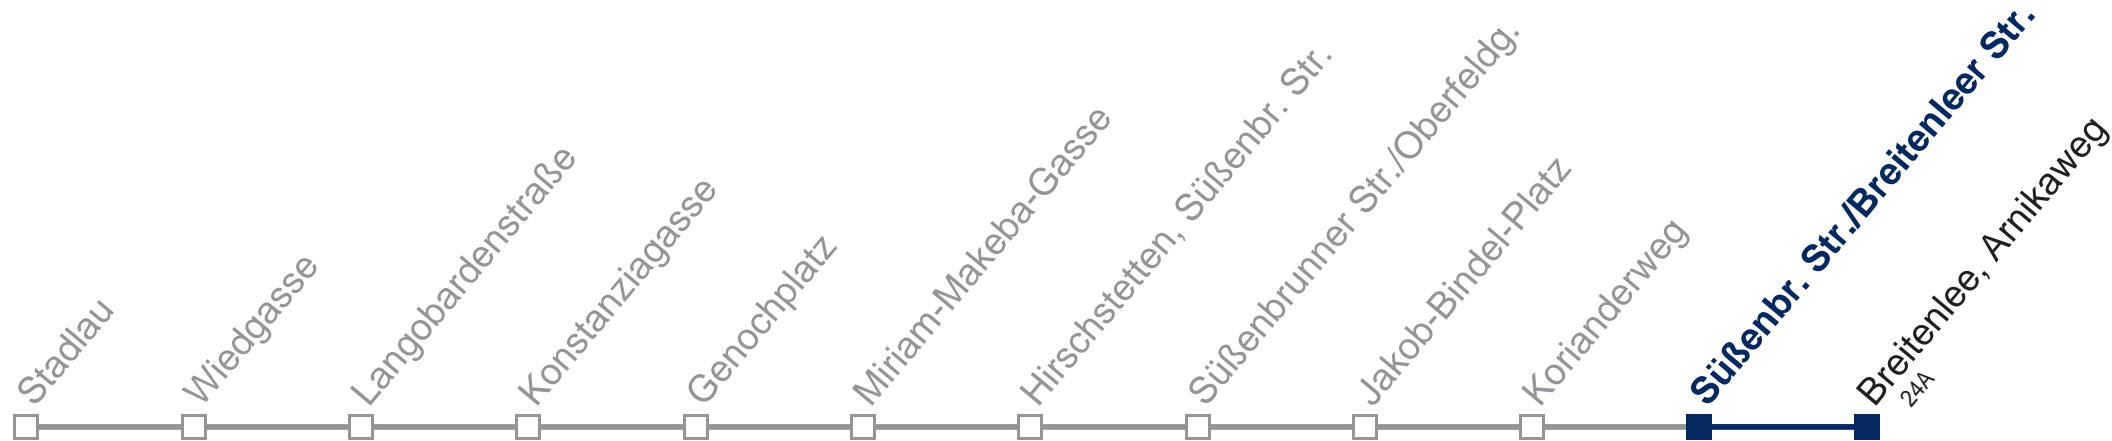 Stadlau
Wiedgasse
Langobardenstraße
Konstanziagasse
Genochplatz
Miriam-Makeba-Gasse
Hirschstetten, Süßenbr. Str.
Süßenbrunner Str./Oberfeldg.
Jakob-Bindel-Platz
Korianderweg
Süßenbr. Str./Breitenleer Str.
Breitenlee, Arnikaweg
24A